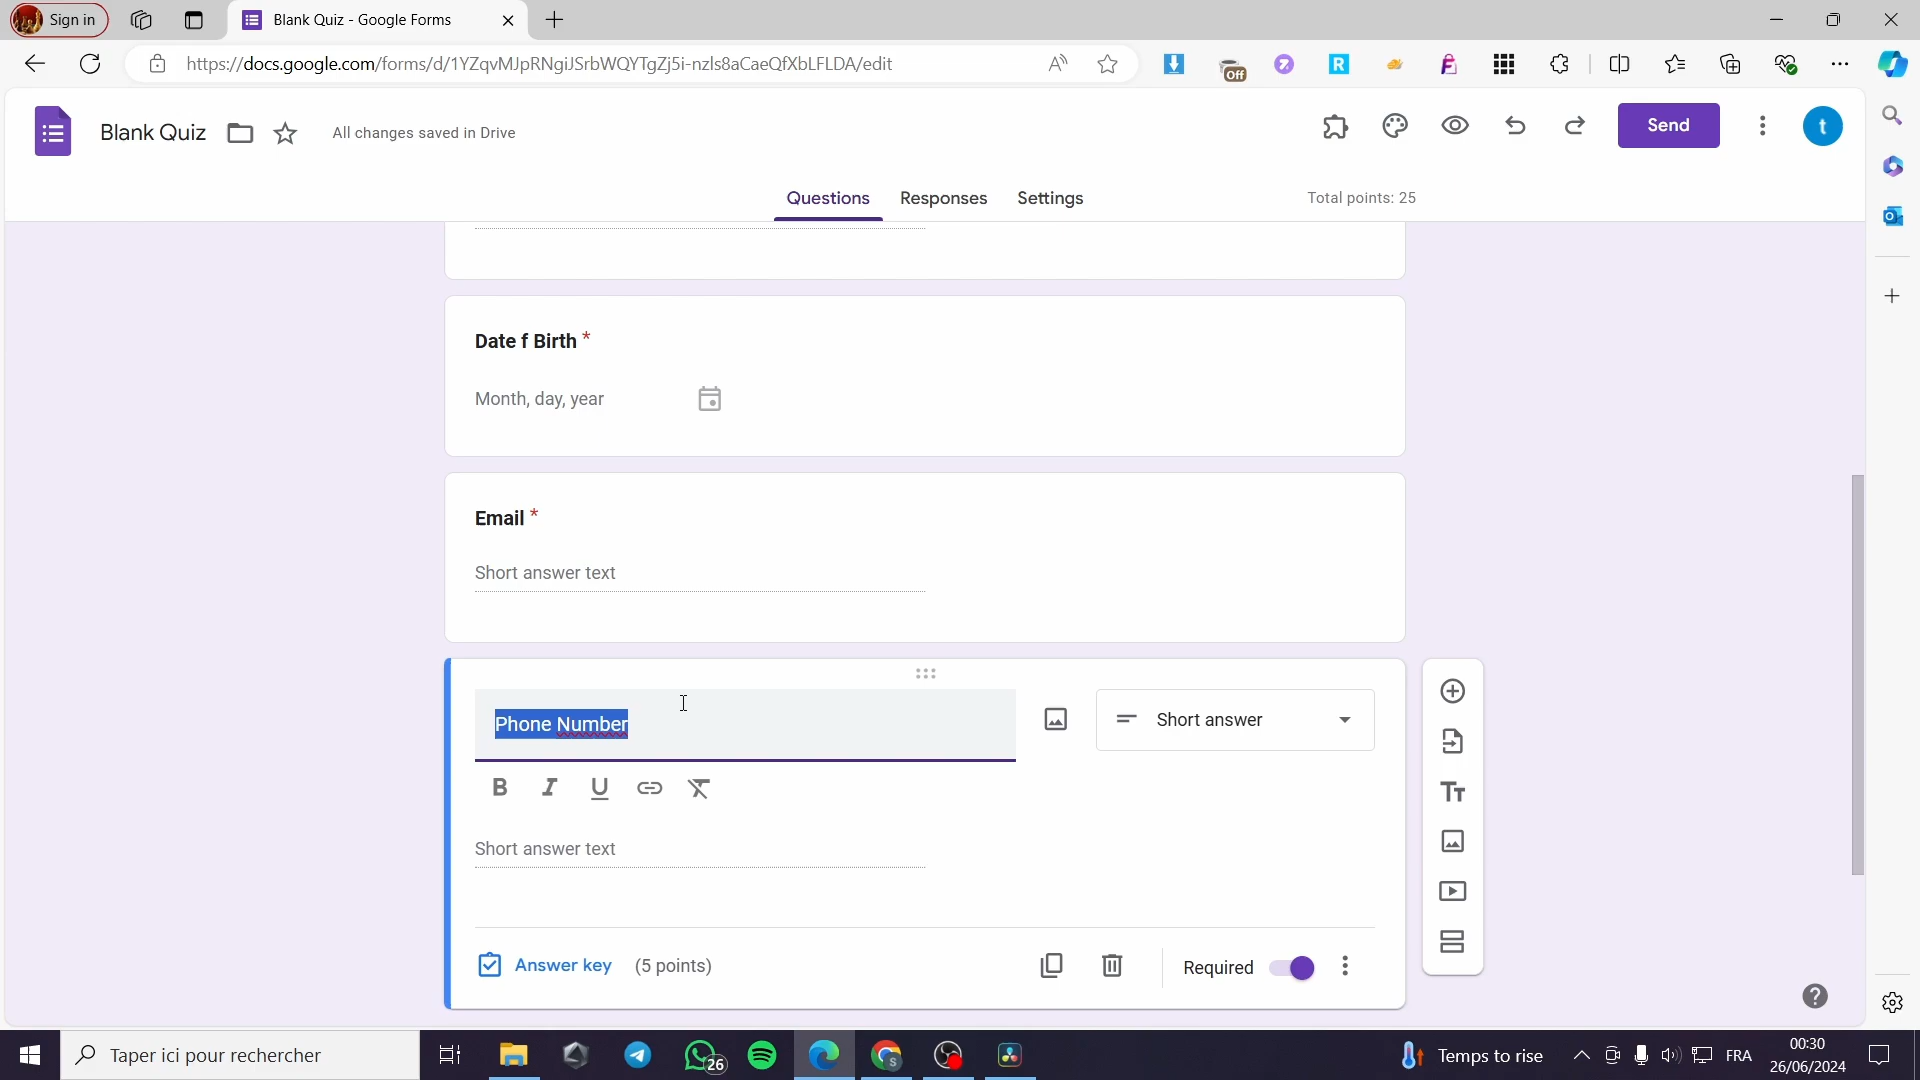 Sign in
Blank Quiz - Google Forms
https://docs.google.com/forms/d/1YZqvMJpRNgiJSrbWQYTgZj5i-nzls8aCaeQfXbLFLDA/edit
Off
Blank Quiz
All changes saved in Drive
Send
t
Questions
Responses
Settings
Total points: 25
Date f Birth *
Month, day, year
Email *
Short answer text
Phone Number
Short answer
B I U
Short answer text
Answer key
(5 points)
Required
Taper ici pour rechercher
26
Temps to rise
FRA
00:30
26/06/2024